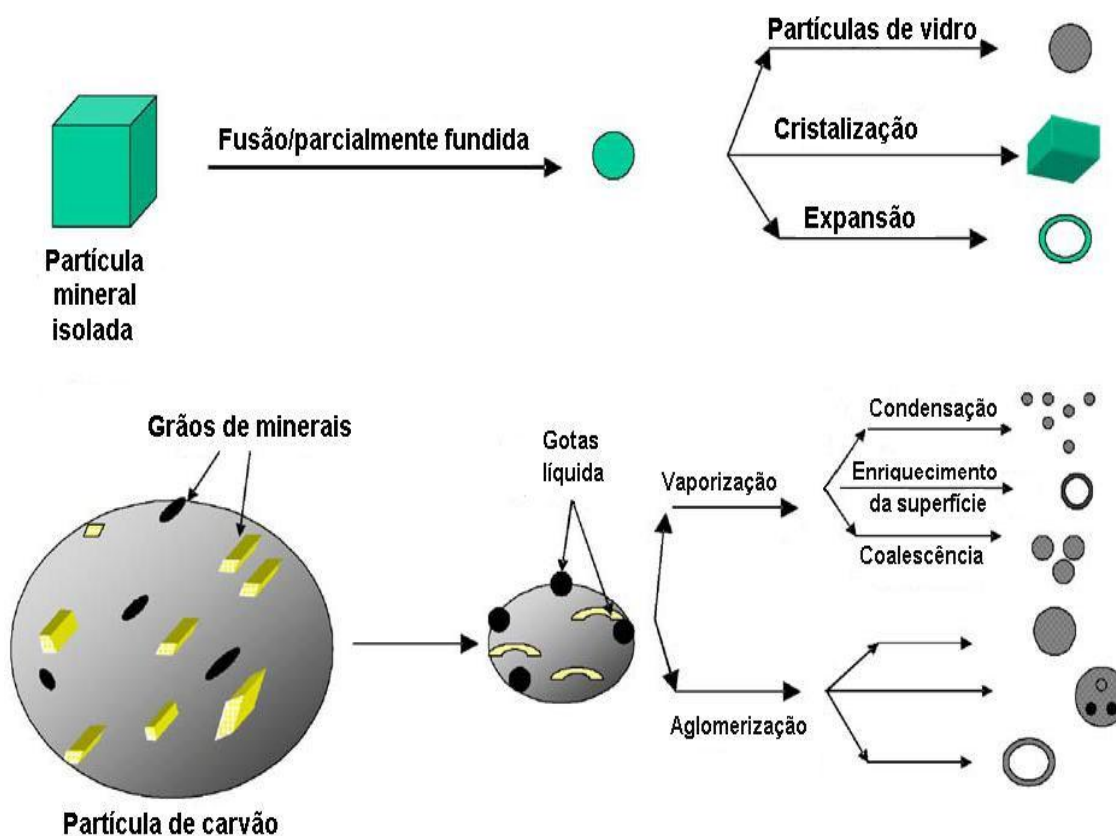 Partículas de vidro
Fusão/parcialmente fundida
Cristalização
Expansão
Partícula
mineral
isolada
Grãos de minerais
Gotas
líquida
Vaporização
Condensação
Enriquecimento
da superfície
Coalescência
Aglomerização
Partícula de carvão